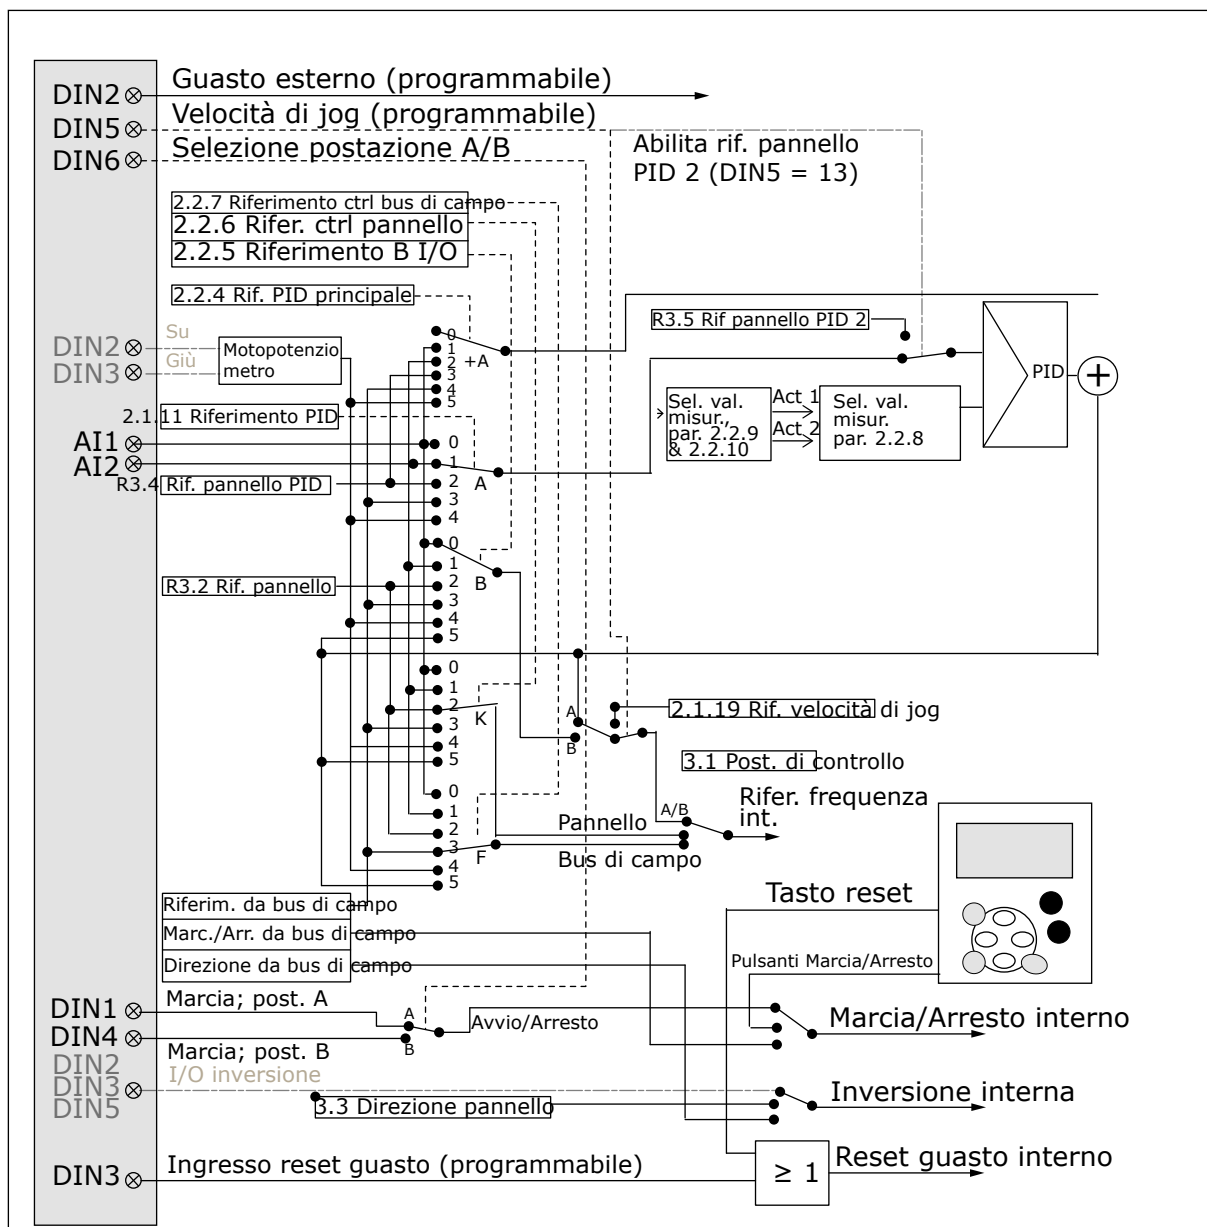 DIN2 Guasto esterno (programmabile)
DIN5 Velocità di jog (programmabile)
DIN6 Selezione postazione A/B
Abilita rif. pannello
PID 2 (DIN5 = 13)
2.2.7 Riferimento ctrl bus di campo
2.2.6 Rifer. ctrl pannello
2.2.5 Riferimento B I/O
2.2.4 Rif. PID principale
R3.5 Rif pannello PID 2
DIN2 Su
DIN3 Giù
Motopotenzio
metro
0
1
2
3
4
5
+A
PID
+
Sel. val.
misur.,
par. 2.2.9
& 2.2.10
Act 1
Act 2
Sel. val.
misur.
par. 2.2.8
2.1.11 Riferimento PID
AI1
AI2
R3.4 Rif. pannello PID
0
1
2
3
4
A
R3.2 Rif. pannello
0
1
2
3
4
5
B
0
1
2
3
4
5
K
A
B
2.1.19 Rif. velocità di jog
3.1 Post. di controllo
0
1
2
3
4
5
F
A/B
Pannello
Bus di campo
Rifer. frequenza
int.
Tasto reset
Riferim. da bus di campo
Marc./Arr. da bus di campo
Direzione da bus di campo
Pulsanti Marcia/Arresto
DIN1 Marcia; post. A
DIN4
Marcia; post. B
A
B
Avvio/Arresto
Marcia/Arresto interno
DIN2
DIN3
DIN5
I/O inversione
3.3 Direzione pannello
Inversione interna
DIN3 Ingresso reset guasto (programmabile)
≥ 1
Reset guasto interno